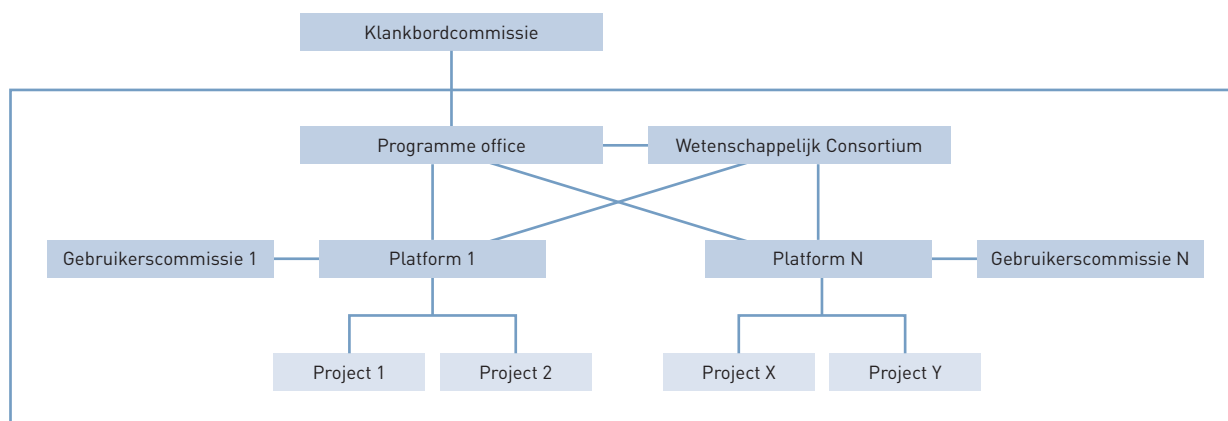 Klankbordcommissie
Programme office
Wetenschappelijk Consortium
Gebruikerscommissie 1
Platform 1
Platform N
Gebruikerscommissie N
Project 1
Project 2
Project X
Project Y